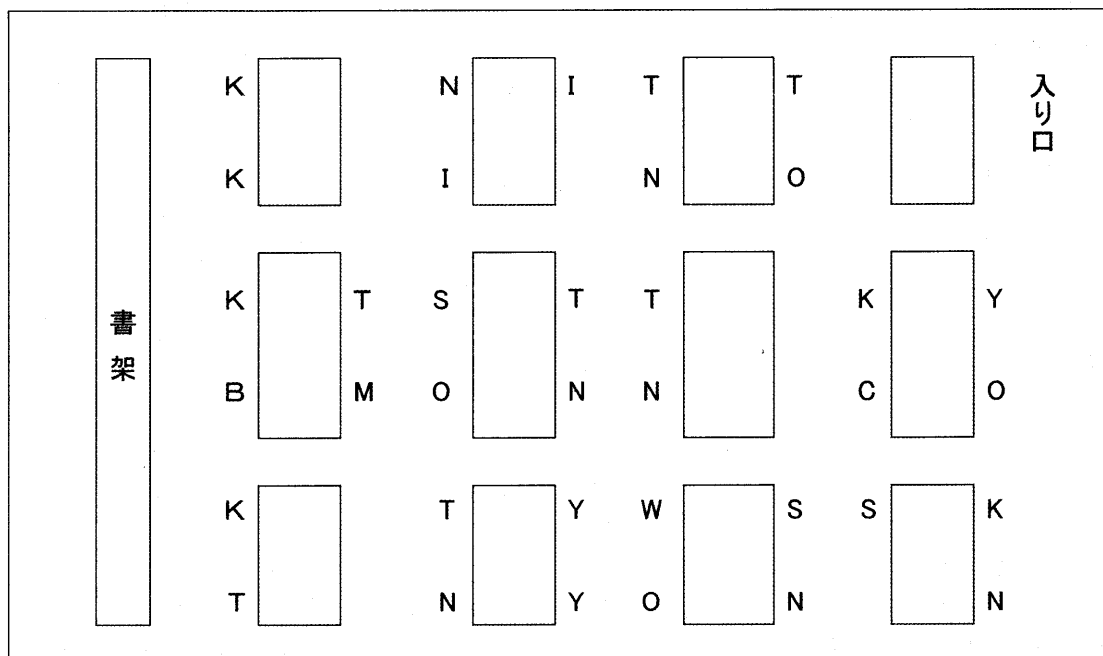 K N I T T 入り口
K I N O
書架
K T S T T K Y
B M O N N C O
K T Y W S S K
T N Y O N N